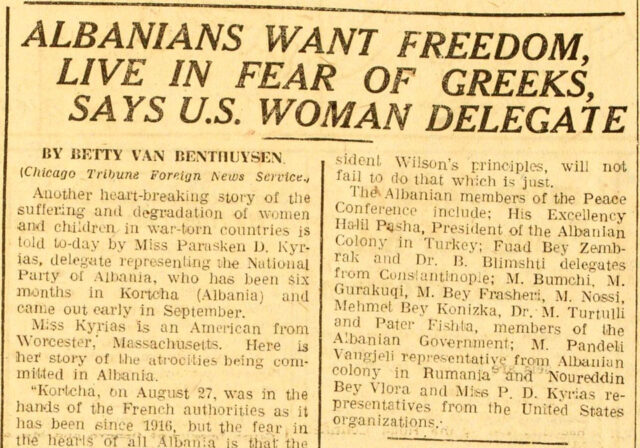 ALBANIANS WANT FREEDOM,
LIVE IN FEAR OF GREEKS,
SAYS U.S. WOMAN DELEGATE
BY BETTY VAN BENTHUYSEN.
(Chicago Tribune Foreign News Service.)
Another heart-breaking story of the
suffering and degradation of women
and children in war-torn countries is
told to-day by Miss Parasken D. Kyr-
ias, delegate representing the National
Party of Albania, who has been six
months in Kortcha (Albania) and
came out early in September.
Miss Kyrias is an American from
Worcester, Massachusetts. Here is
her story of the atrocities being com-
mitted in Albania.
"Kortcha, on August 27, was in the
hands of the French authorities as it
has been since 1916, but the fear in
the hearts of all Albania is that the
sident Wilson's principles, will not
fail to do that which is just.
The Albanian members of the Peace
Conference include; His Excellency
Halil Pasha, President of the Albanian
Colony in Turkey; Fuad Bey Zemb-
rak and Dr. B. Blimshti delegates
from Constantinople; M. Bumchi, M.
Gurakuqi, M. Bey Frasheri, M. Nossi,
Mehmet Bey Konizka, Dr. M. Turtulli
and Pater Fishta, members of the
Albanian Government; M. Pandeli
Vangjeli representative from Albanian
colony in Rumania and Noureddin
Bey Vlora and Miss P. D. Kyrias re-
presentatives from the United States
organizations.